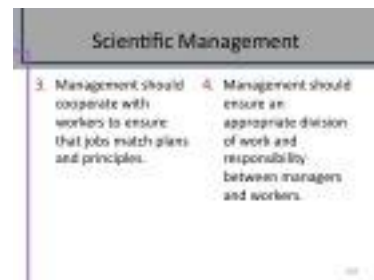 Scientific Management
3. Management should
cooperate with
workers to ensure
that jobs match plans
and principles.
4. Management should
ensure an
appropriate division
of work and
responsibility
between managers
and workers.